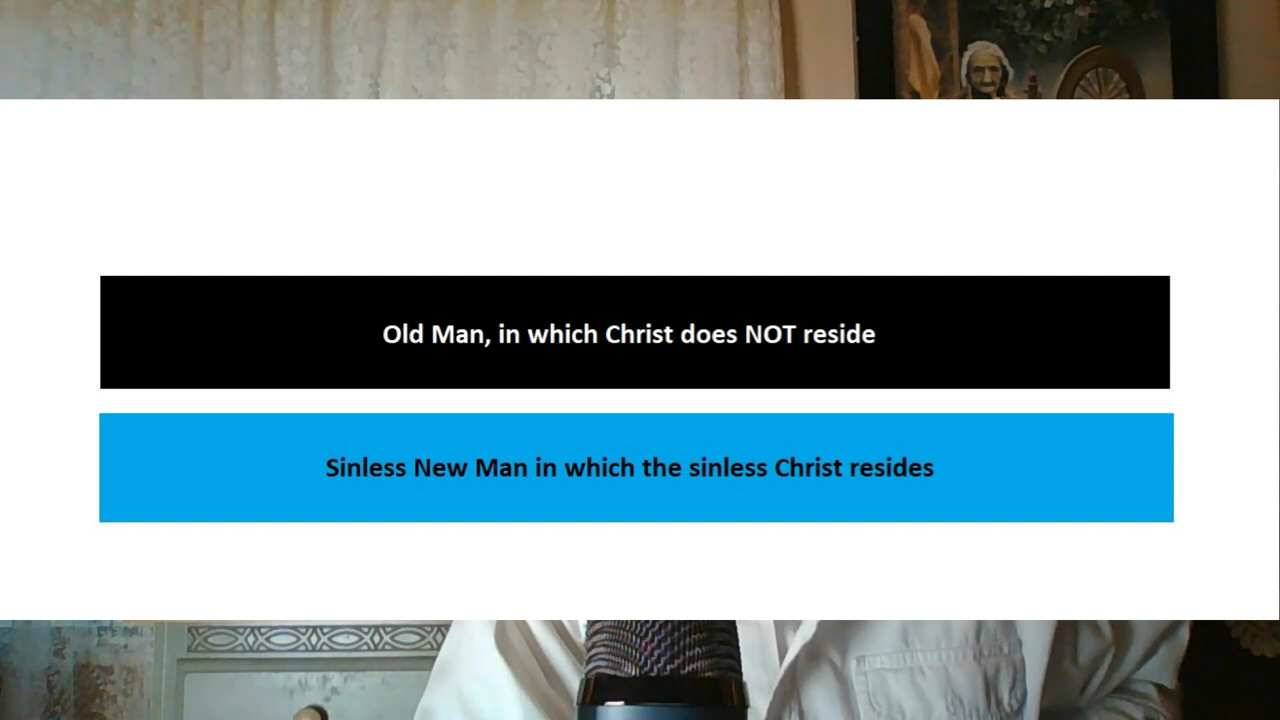 Old Man, in which Christ does NOT reside
Sinless New Man in which the sinless Christ resides